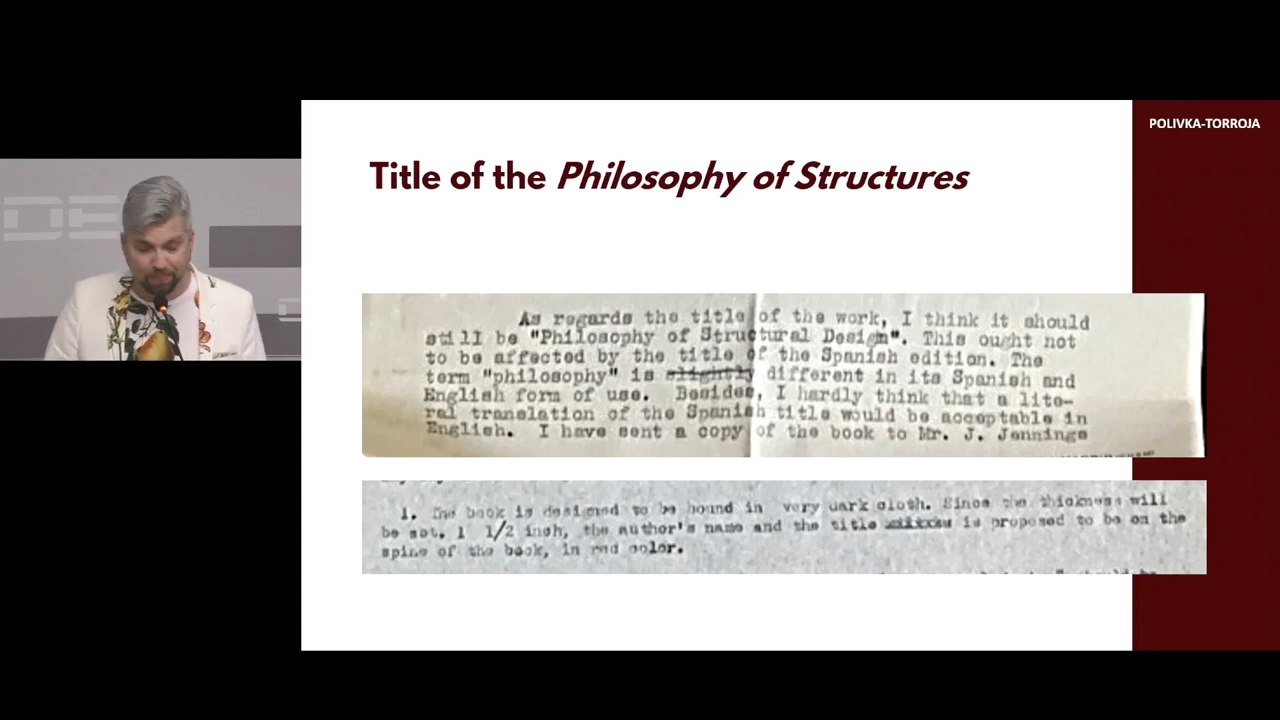 POLIVKA-TORROJA
Title of the Philosophy of Structures
As regards the title of the work, I think it should
still be "Philosophy of Structural Design". This ought not
to be affected by the title of the Spanish edition. The
term "philosophy" is slightly different in its Spanish and
English form of use. Besides, I hardly think that a lite-
ral translation of the Spanish title would be acceptable in
English. I have sent a copy of the book to Mr. J. Jennings
1. The book is designed to be bound in very dark cloth. Since the thickness will
be abt. 1 1/2 inch, the author's name and the title is proposed to be on the
spine of the book, in red color.
DE